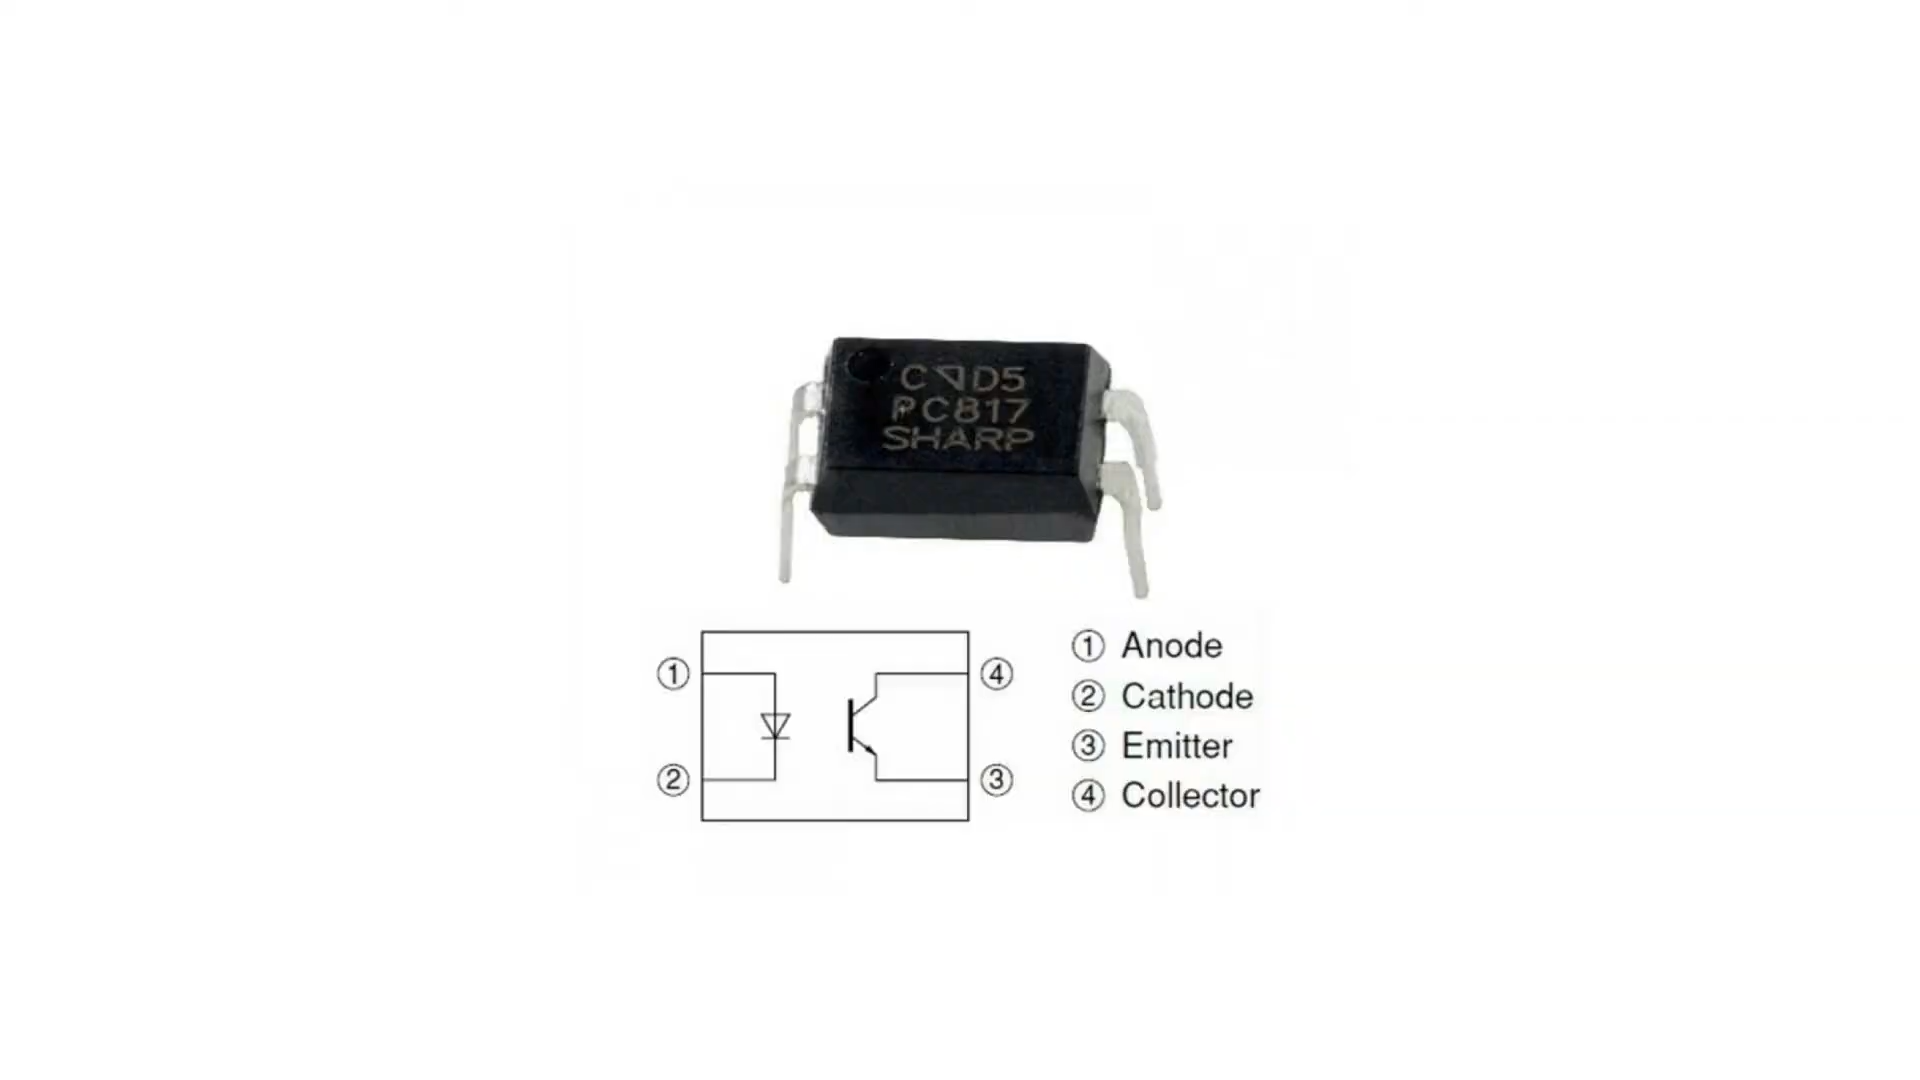 C D5
PC817
SHARP
① ④
② ③
① Anode
② Cathode
③ Emitter
④ Collector